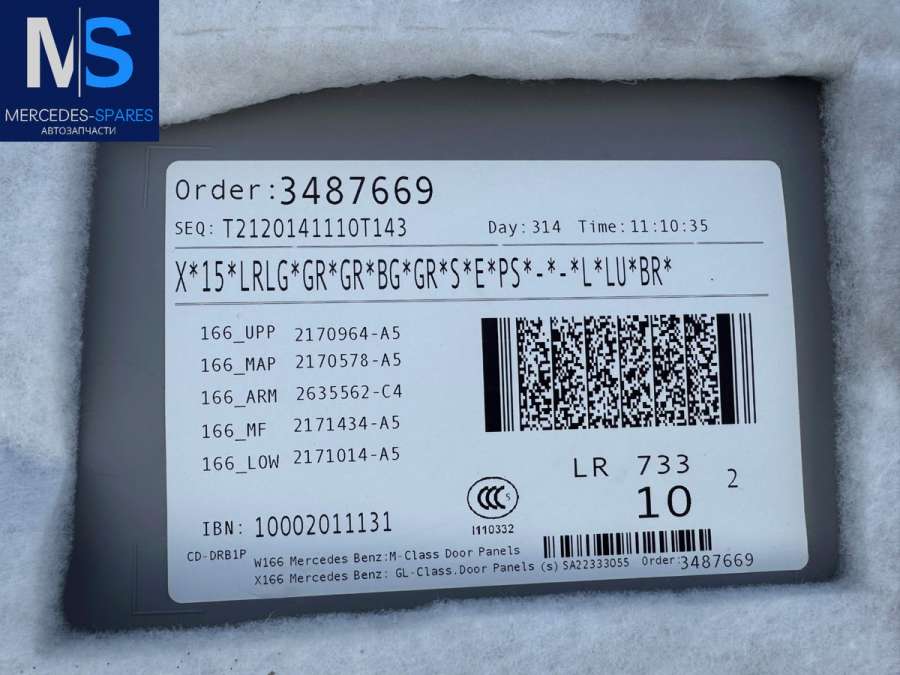 MS
MERCEDES-SPARES
АВТОЗАПЧАСТИ
Order:3487669
SEQ: T2120141110T143 Day:314 Time:11:10:35
X*15*LRLG*GR*GR*BG*GR*S*E*PS*-*-*L*LU*BR*
166_UPP 2170964-A5
166_MAP 2170578-A5
166_ARM 2635562-C4
166_MF 2171434-A5
166_LOW 2171014-A5
LR 733
10 2
CCC S
I110332
IBN: 10002011131
CD-DRB1P
W166 Mercedes Benz:M-Class Door Panels
X166 Mercedes Benz: GL-Class.Door Panels (s) SA22333055 Order:3487669